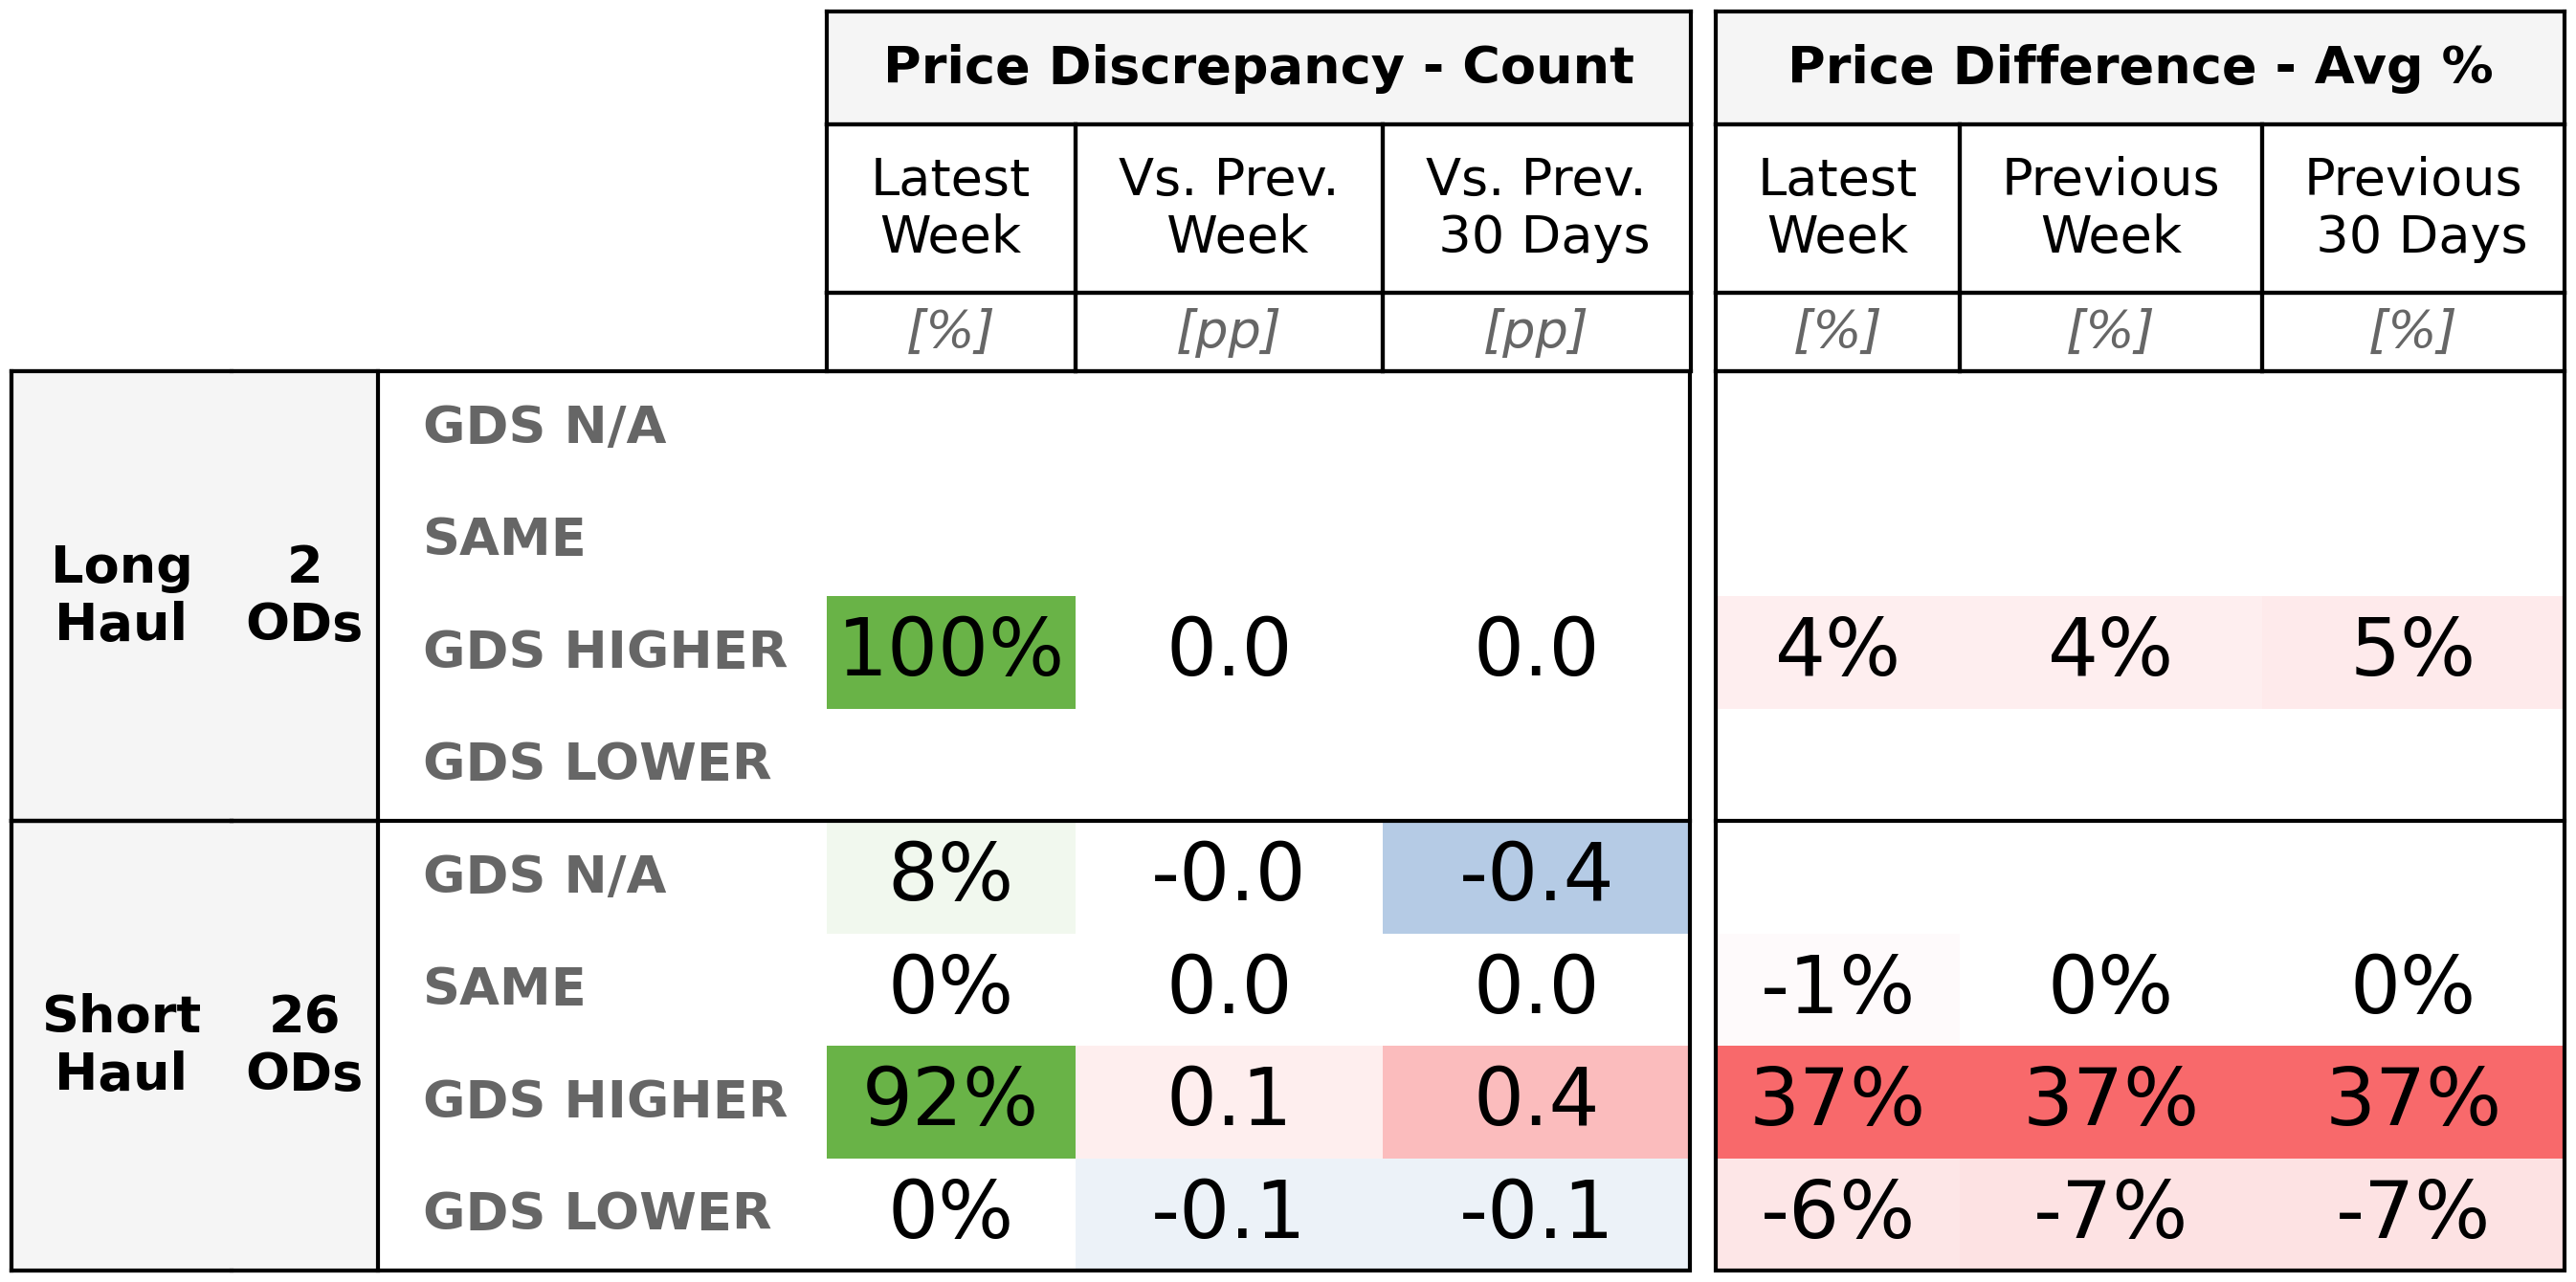 Price Discrepancy - Count Price Difference - Avg %
Latest Week Vs. Prev. Week Vs. Prev. 30 Days Latest Week Previous Week Previous 30 Days
[%] [pp] [pp] [%] [%] [%]
Long Haul 2 ODs
GDS N/A
SAME
GDS HIGHER 100% 0.0 0.0 4% 4% 5%
GDS LOWER
Short Haul 26 ODs
GDS N/A 8% -0.0 -0.4
SAME 0% 0.0 0.0 -1% 0% 0%
GDS HIGHER 92% 0.1 0.4 37% 37% 37%
GDS LOWER 0% -0.1 -0.1 -6% -7% -7%